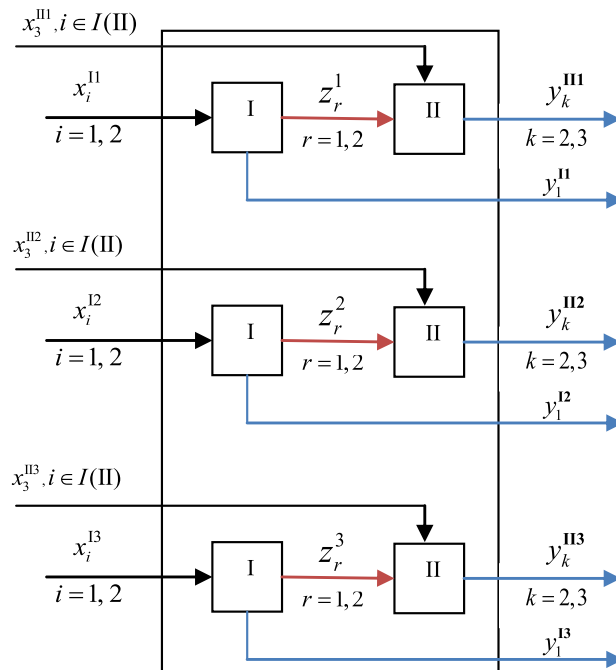 x_3^{II1}, i ∈ I(II)
x_i^{I1} I z_r^1 II y_k^{II1}
i = 1, 2 r = 1, 2 k = 2, 3
y_1^{I1}
x_3^{II2}, i ∈ I(II)
x_i^{I2} I z_r^2 II y_k^{II2}
i = 1, 2 r = 1, 2 k = 2, 3
y_1^{I2}
x_3^{II3}, i ∈ I(II)
x_i^{I3} I z_r^3 II y_k^{II3}
i = 1, 2 r = 1, 2 k = 2, 3
y_1^{I3}